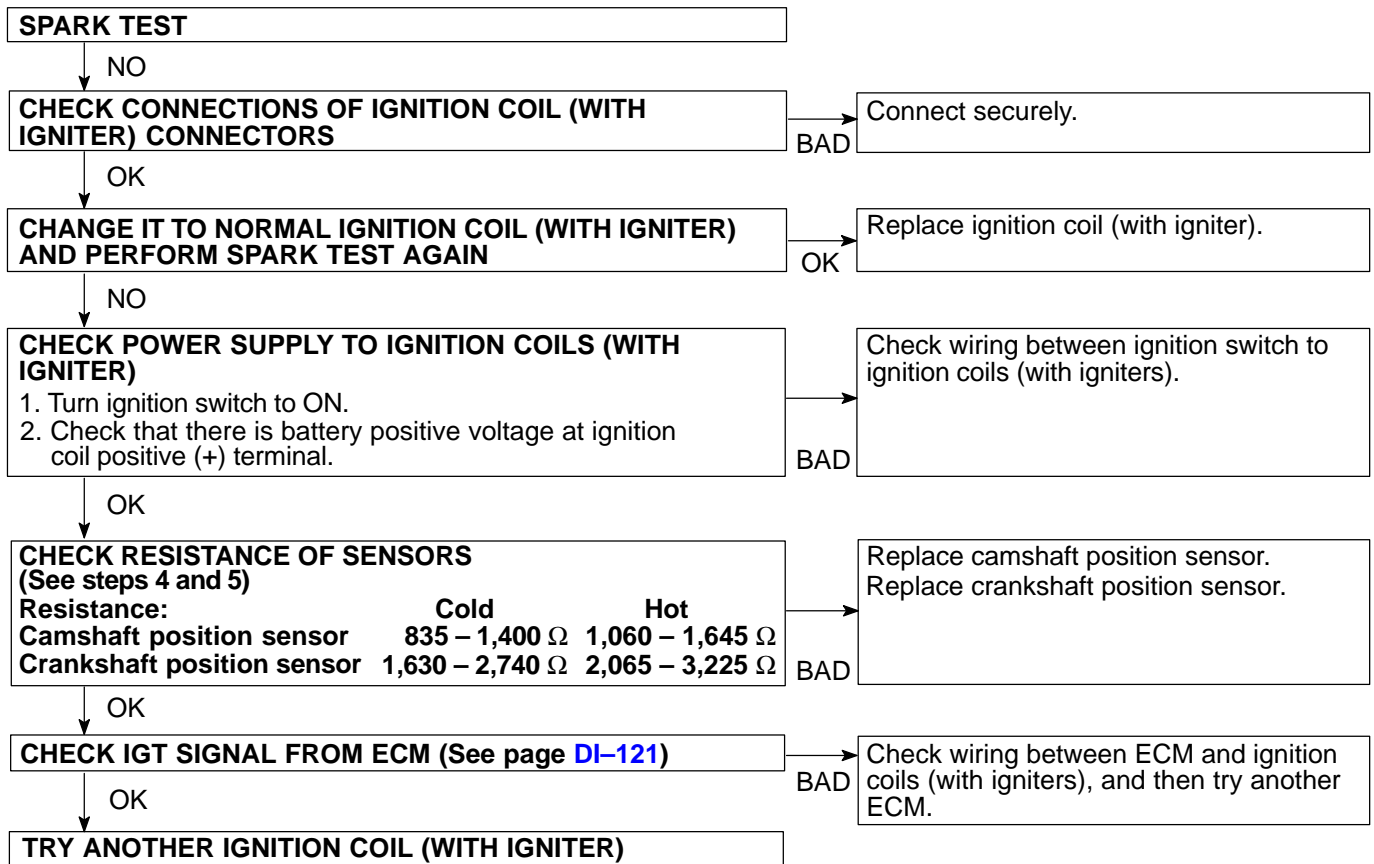 SPARK TEST
NO
CHECK CONNECTIONS OF IGNITION COIL (WITH
IGNITER) CONNECTORS
BAD
Connect securely.
OK
CHANGE IT TO NORMAL IGNITION COIL (WITH IGNITER)
AND PERFORM SPARK TEST AGAIN
OK
Replace ignition coil (with igniter).
NO
CHECK POWER SUPPLY TO IGNITION COILS (WITH
IGNITER)
1. Turn ignition switch to ON.
2. Check that there is battery positive voltage at ignition
coil positive (+) terminal.
BAD
Check wiring between ignition switch to
ignition coils (with igniters).
OK
CHECK RESISTANCE OF SENSORS
(See steps 4 and 5)
Resistance: Cold Hot
Camshaft position sensor 835 – 1,400 Ω 1,060 – 1,645 Ω
Crankshaft position sensor 1,630 – 2,740 Ω 2,065 – 3,225 Ω
BAD
Replace camshaft position sensor.
Replace crankshaft position sensor.
OK
CHECK IGT SIGNAL FROM ECM (See page DI–121)
BAD
Check wiring between ECM and ignition
coils (with igniters), and then try another
ECM.
OK
TRY ANOTHER IGNITION COIL (WITH IGNITER)